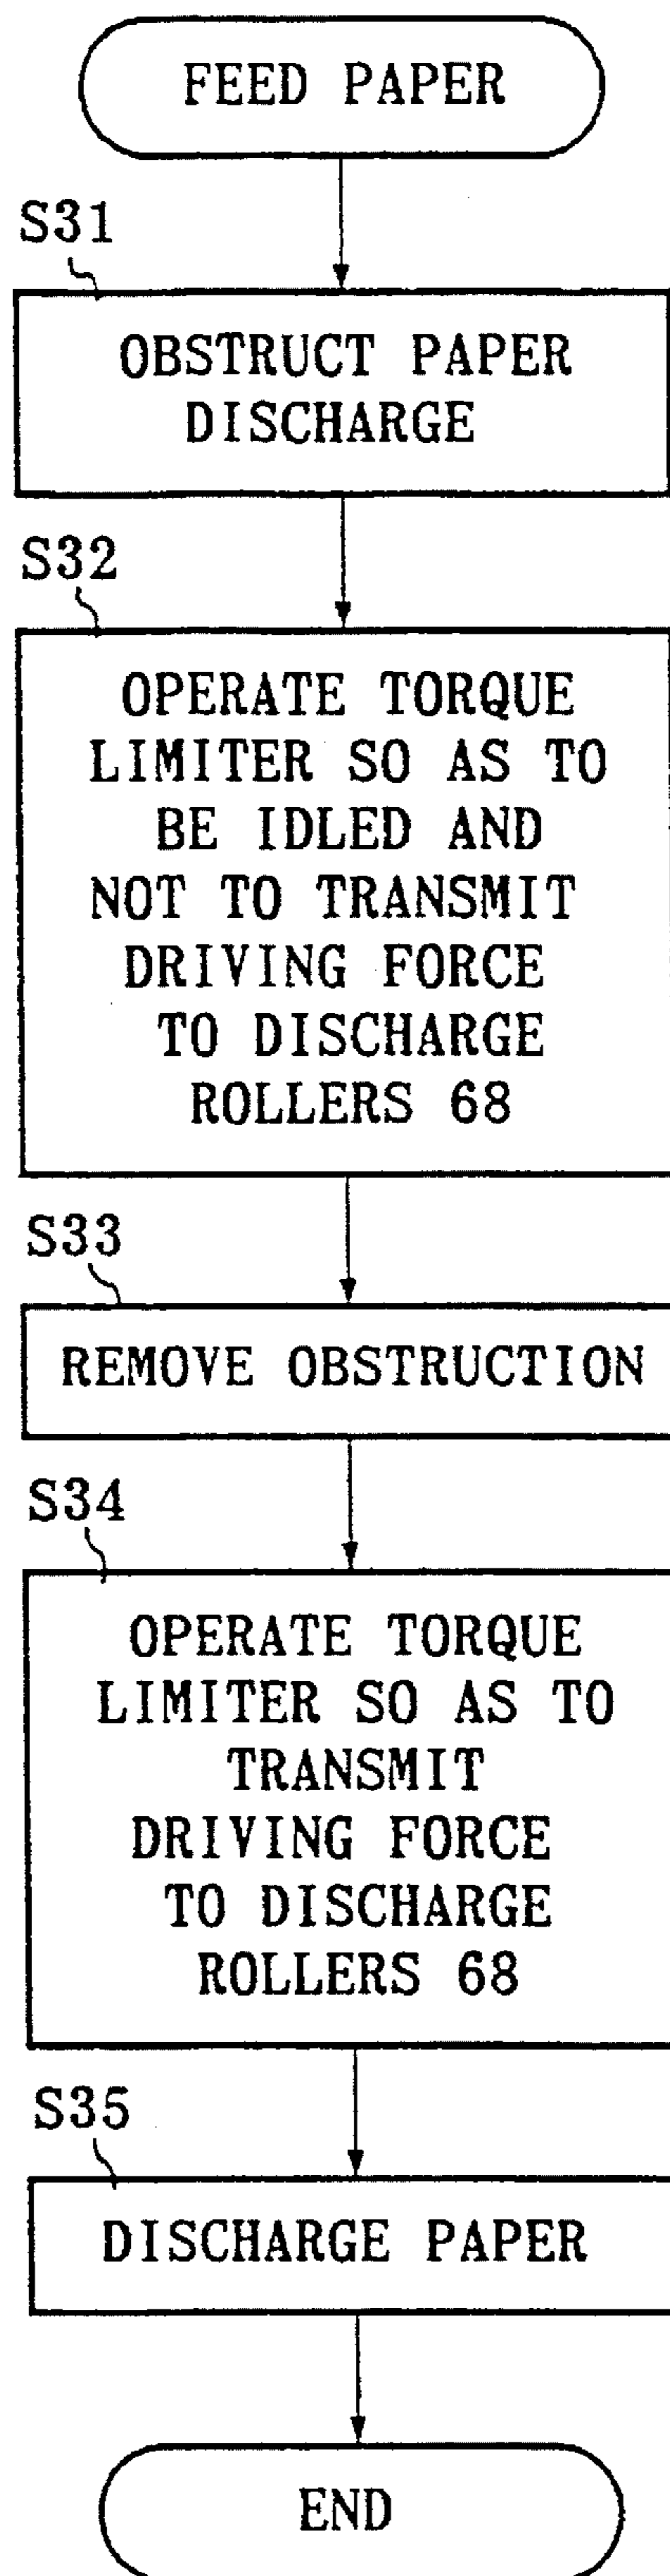 FEED PAPER
S31
OBSTRUCT PAPER
DISCHARGE
S32
OPERATE TORQUE
LIMITER SO AS TO
BE IDLED AND
NOT TO TRANSMIT
DRIVING FORCE
TO DISCHARGE
ROLLERS 68
S33
REMOVE OBSTRUCTION
S34
OPERATE TORQUE
LIMITER SO AS TO
TRANSMIT
DRIVING FORCE
TO DISCHARGE
ROLLERS 68
S35
DISCHARGE PAPER
END